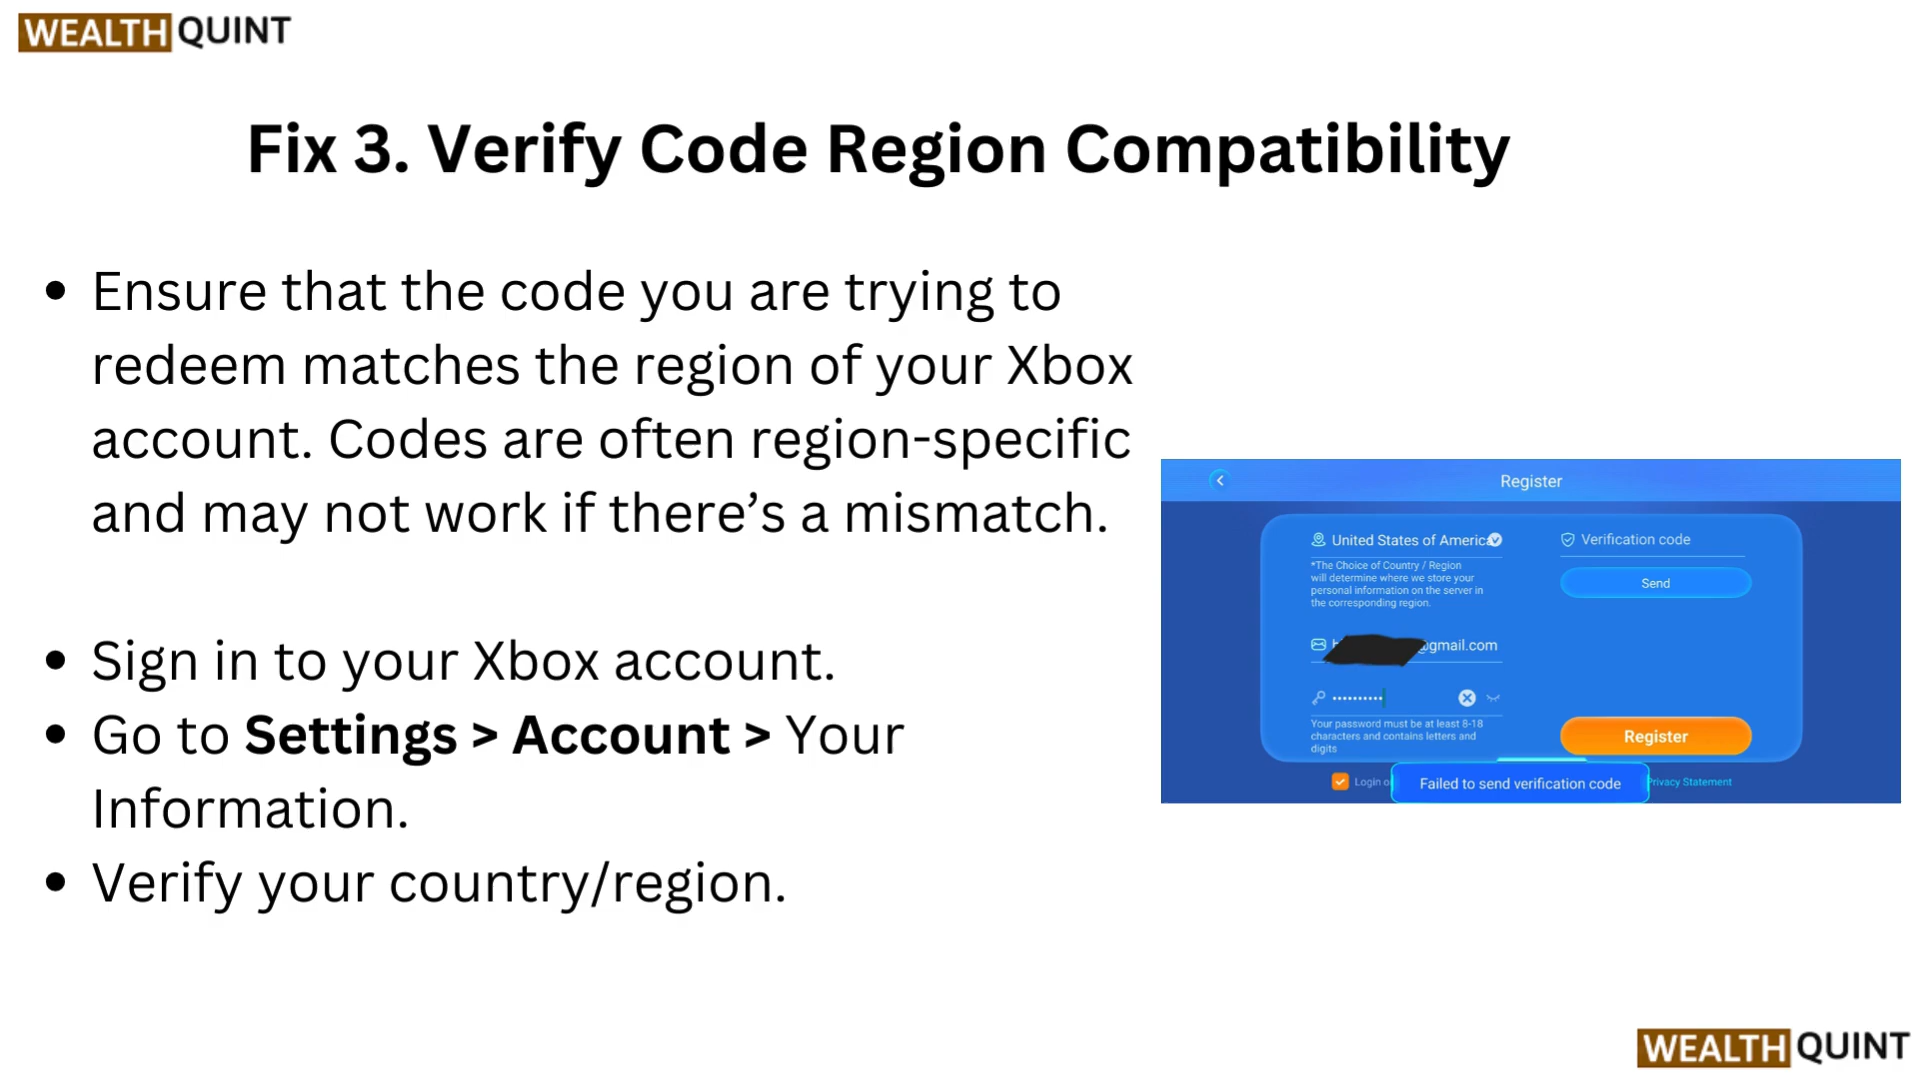 WEALTH QUINT
Fix 3. Verify Code Region Compatibility
• Ensure that the code you are trying to
redeem matches the region of your Xbox
account. Codes are often region-specific
and may not work if there’s a mismatch.
• Sign in to your Xbox account.
• Go to Settings > Account > Your
Information.
• Verify your country/region.
Register
United States of America
*The Choice of Country / Region
will determine where we store your
personal information on the server in
the corresponding region.
@gmail.com
Your password must be at least 8-18
characters and contains letters and
digits
Verification code
Send
Register
Login
Failed to send verification code
Privacy Statement
WEALTH QUINT